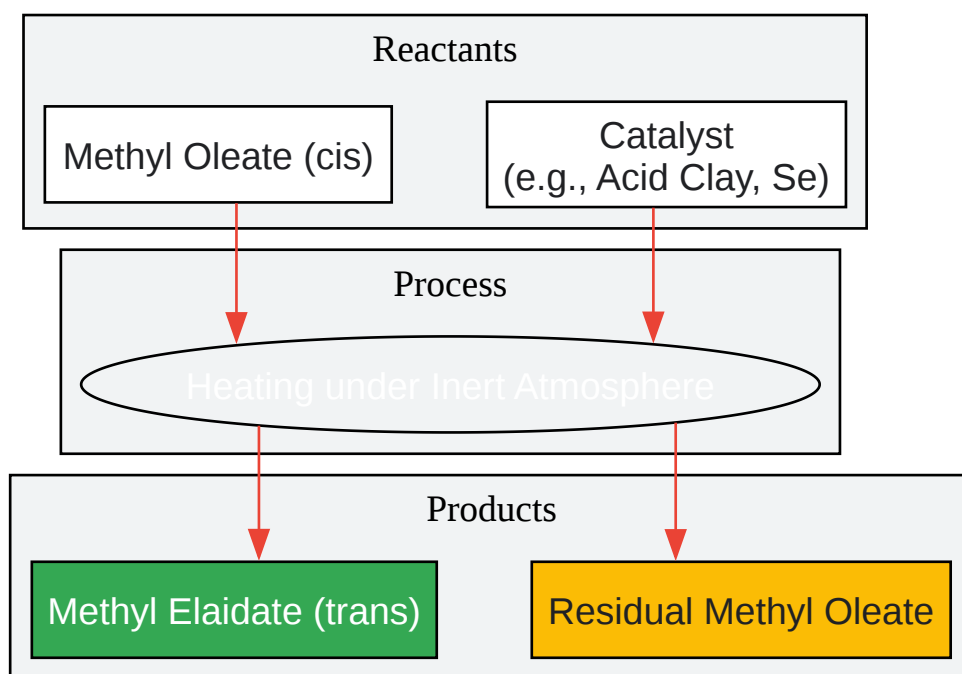 Reactants
Methyl Oleate (cis)
Catalyst
(e.g., Acid Clay, Se)
Process
Heating under Inert Atmosphere
Products
Methyl Elaidate (trans)
Residual Methyl Oleate